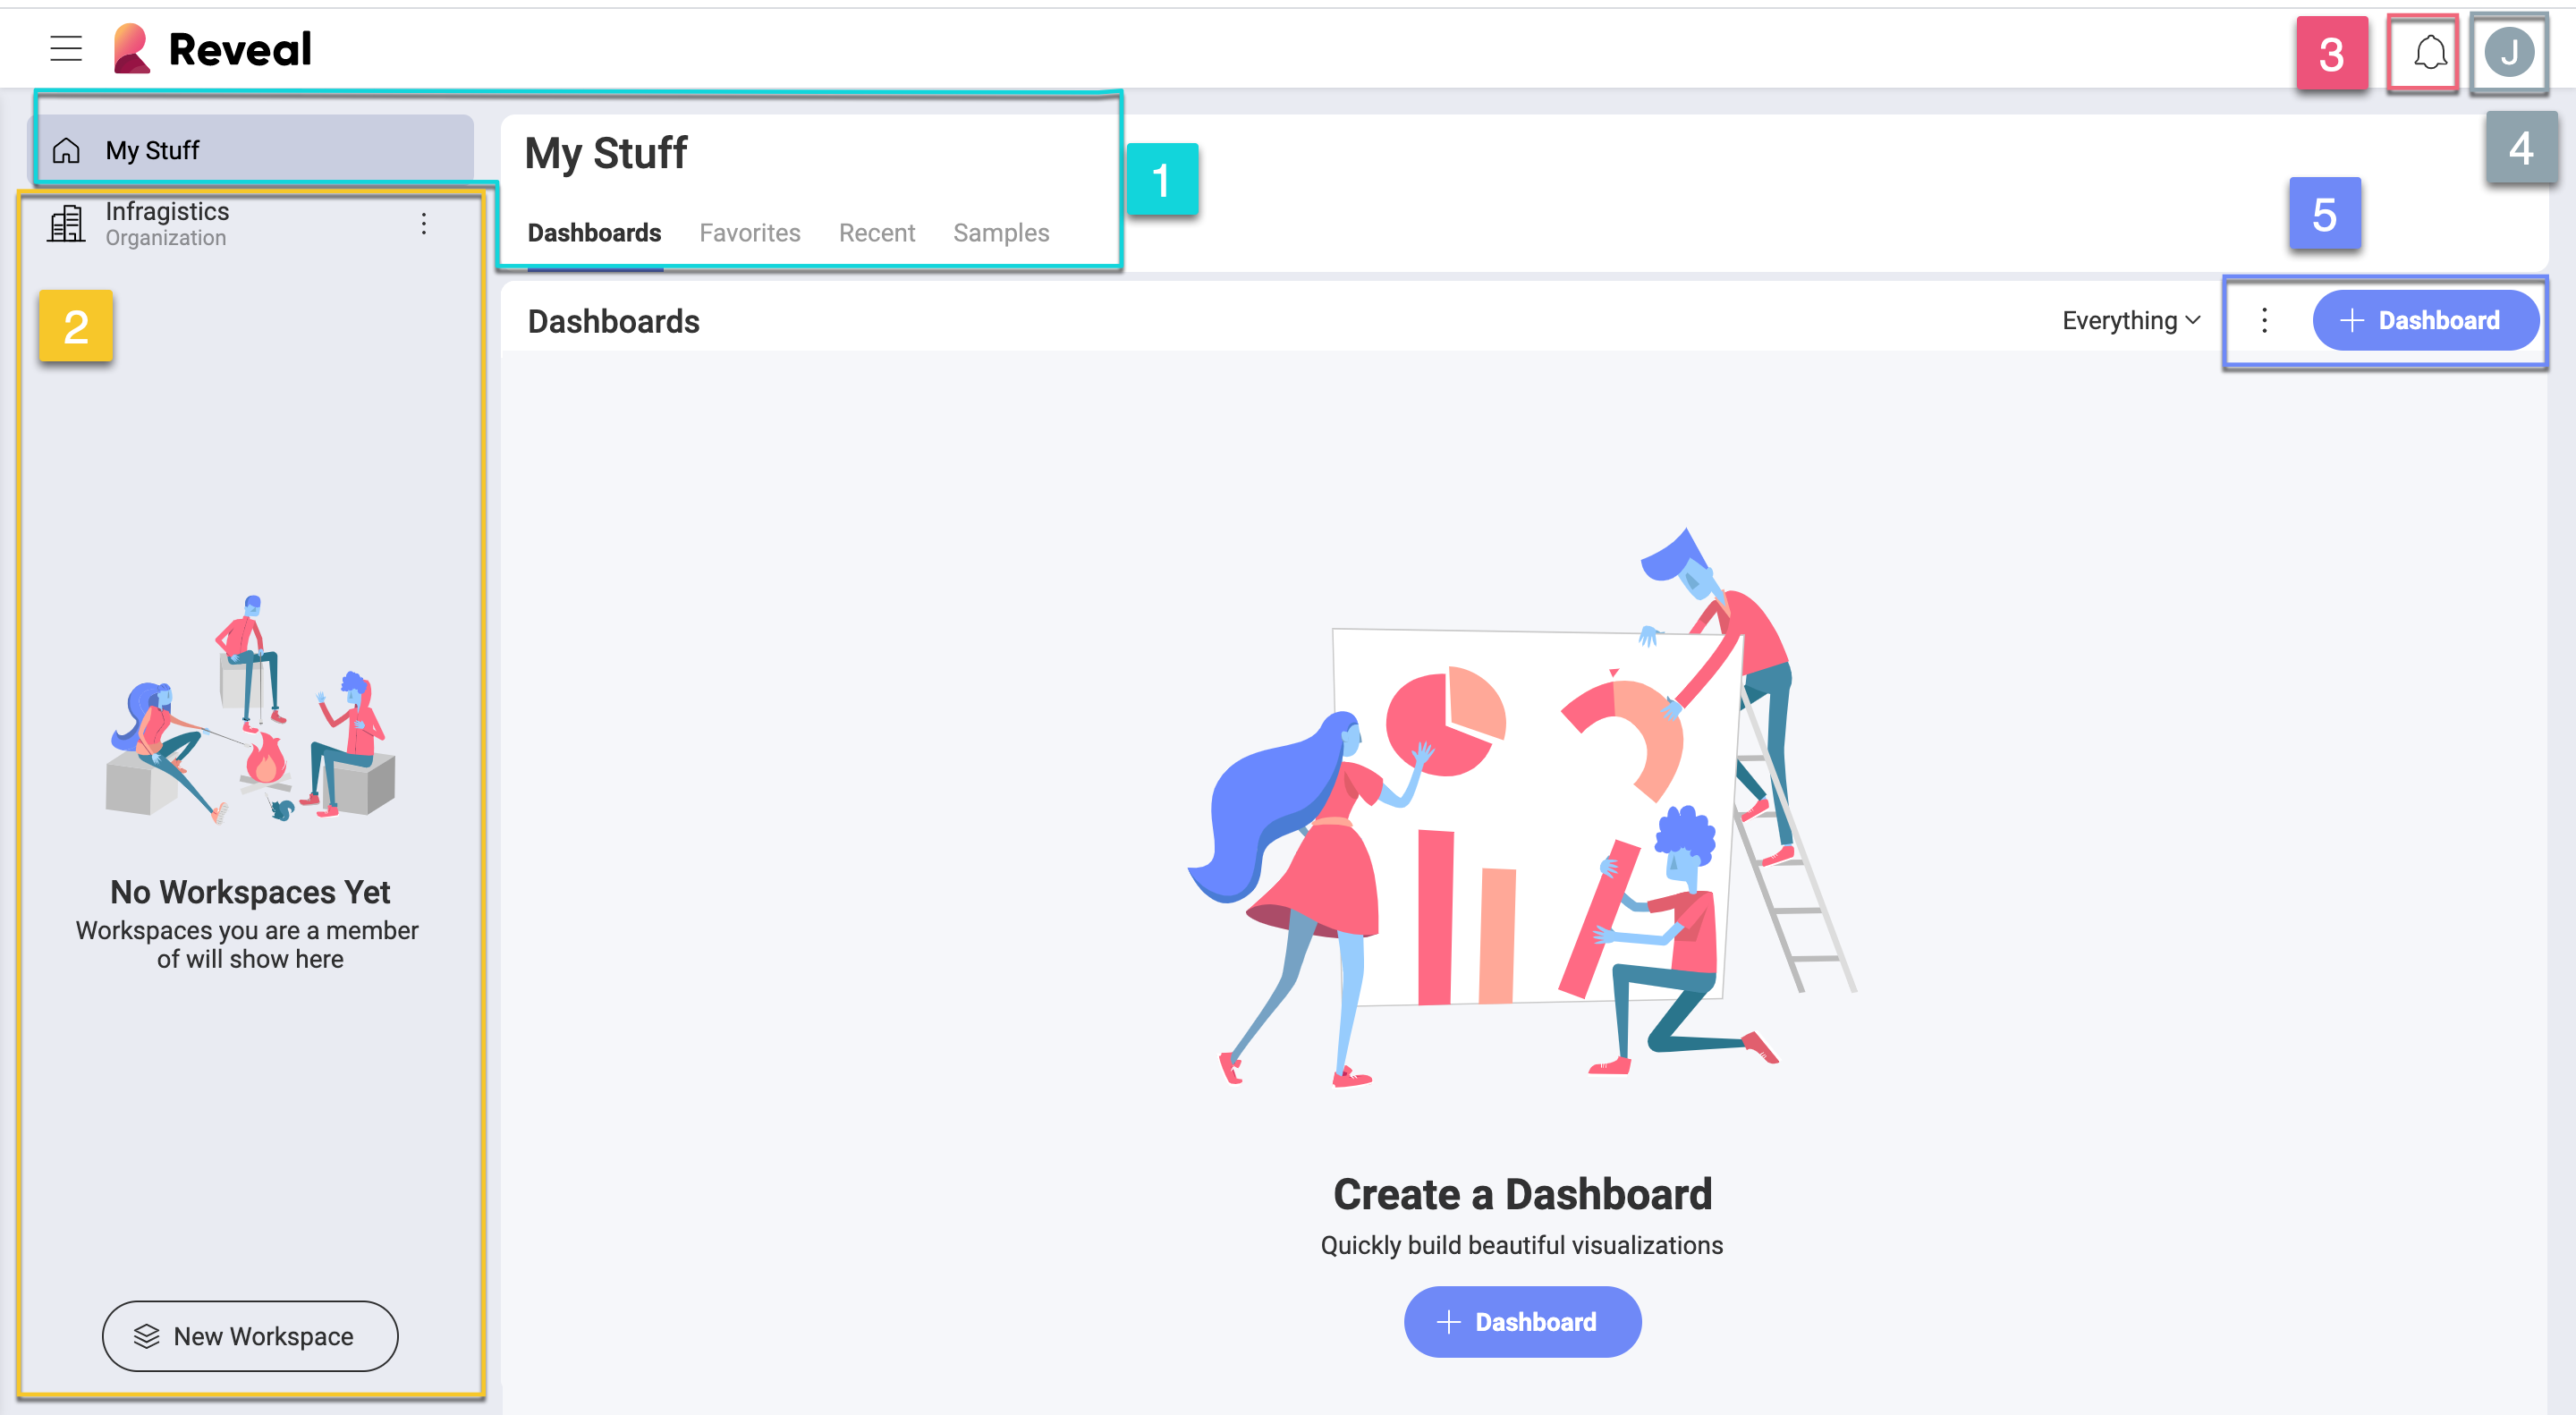 Reveal
3
J
4
My Stuff
Infragistics
Organization
2
No Workspaces Yet
Workspaces you are a member
of will show here
New Workspace
My Stuff
1
Dashboards Favorites Recent Samples
5
Dashboards
Everything
Dashboard
Create a Dashboard
Quickly build beautiful visualizations
Dashboard